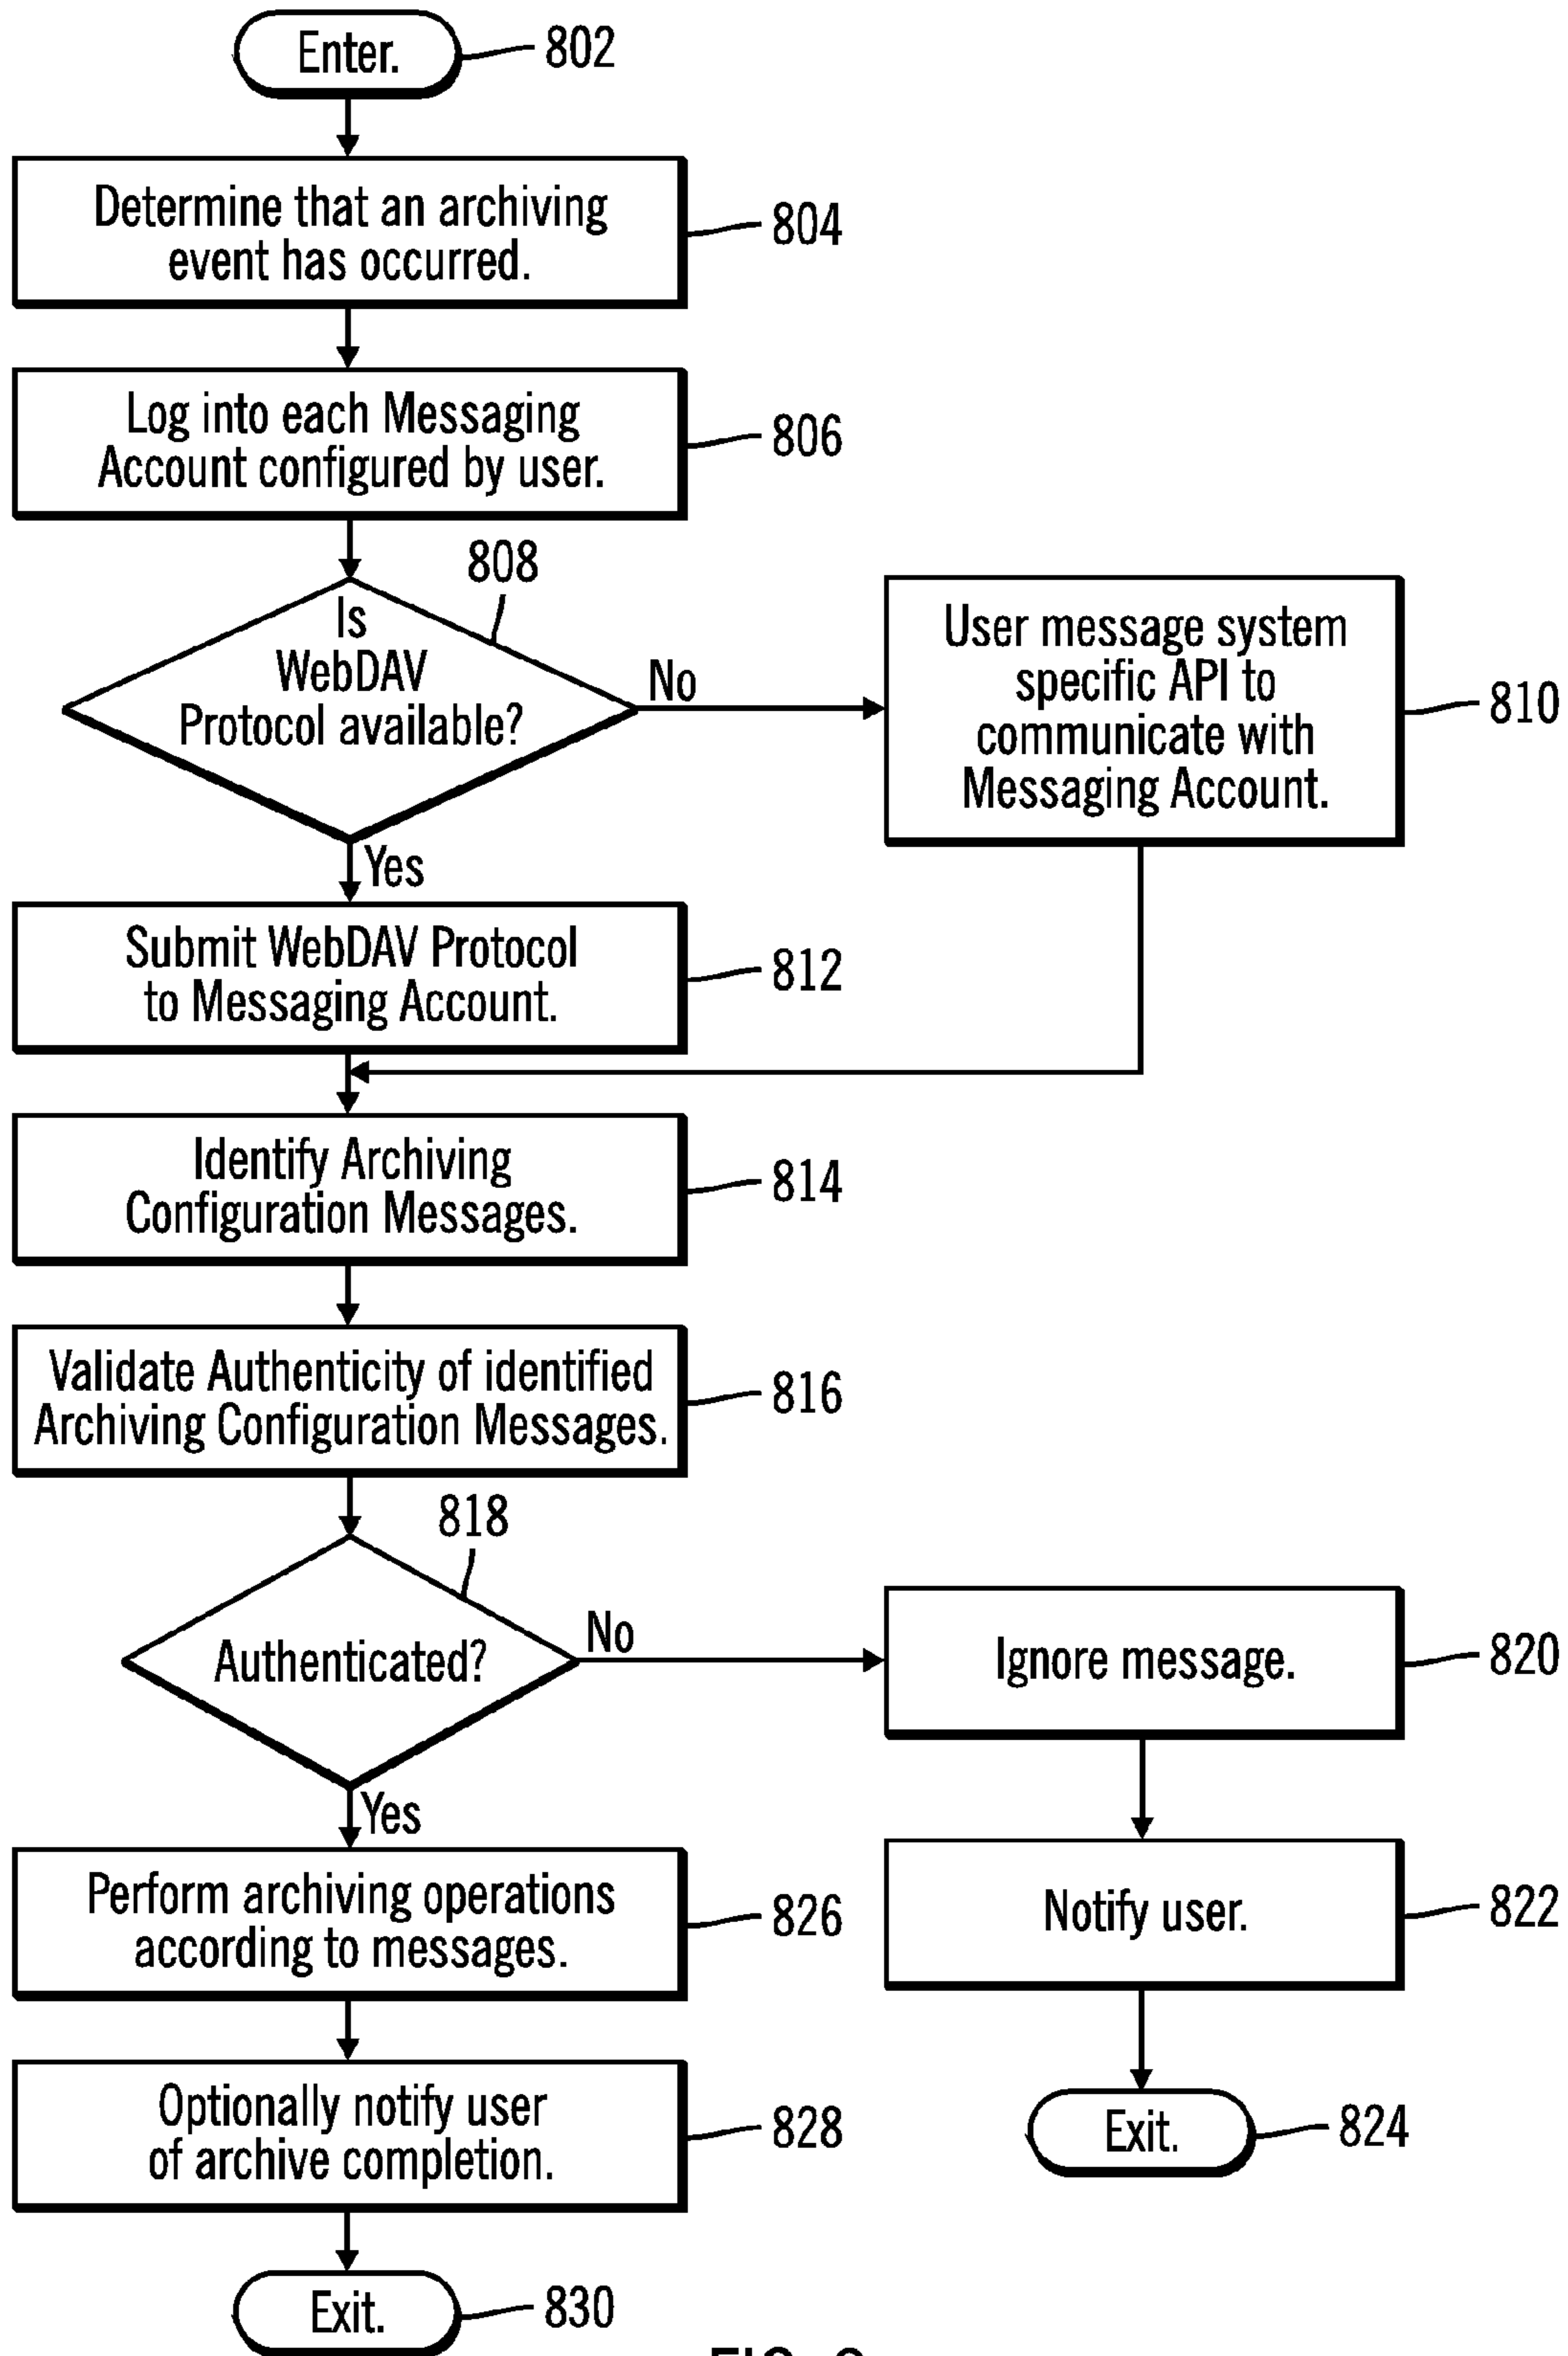 Enter.
802
Determine that an archiving
event has occurred.
804
Log into each Messaging
Account configured by user.
806
808
Is
WebDAV
Protocol available?
No
User message system
specific API to
communicate with
Messaging Account.
810
Yes
Submit WebDAV Protocol
to Messaging Account.
812
Identify Archiving
Configuration Messages.
814
Validate Authenticity of identified
Archiving Configuration Messages.
816
818
Authenticated?
No
Ignore message.
820
Yes
Perform archiving operations
according to messages.
826
Notify user.
822
Optionally notify user
of archive completion.
828
Exit.
824
Exit.
830